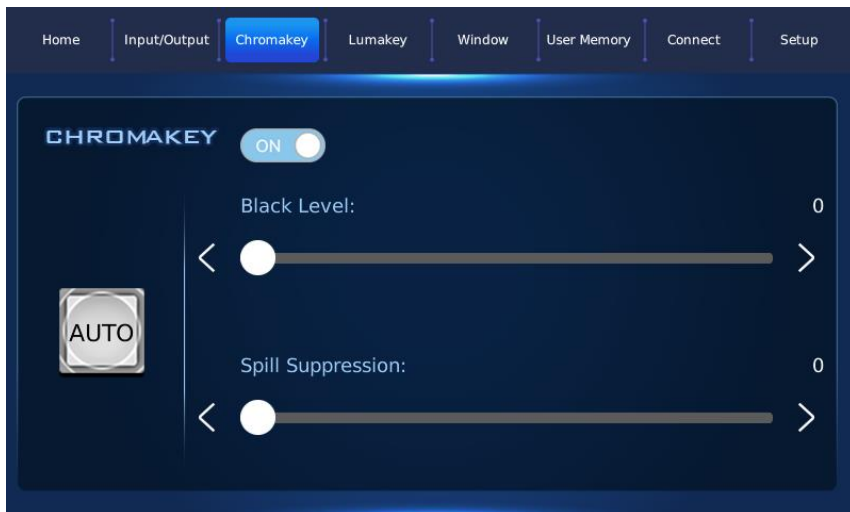 Home Input/Output Chromakey Lumakey Window User Memory Connect Setup
CHROMAKEY ON
Black Level: 0
AUTO
Spill Suppression: 0